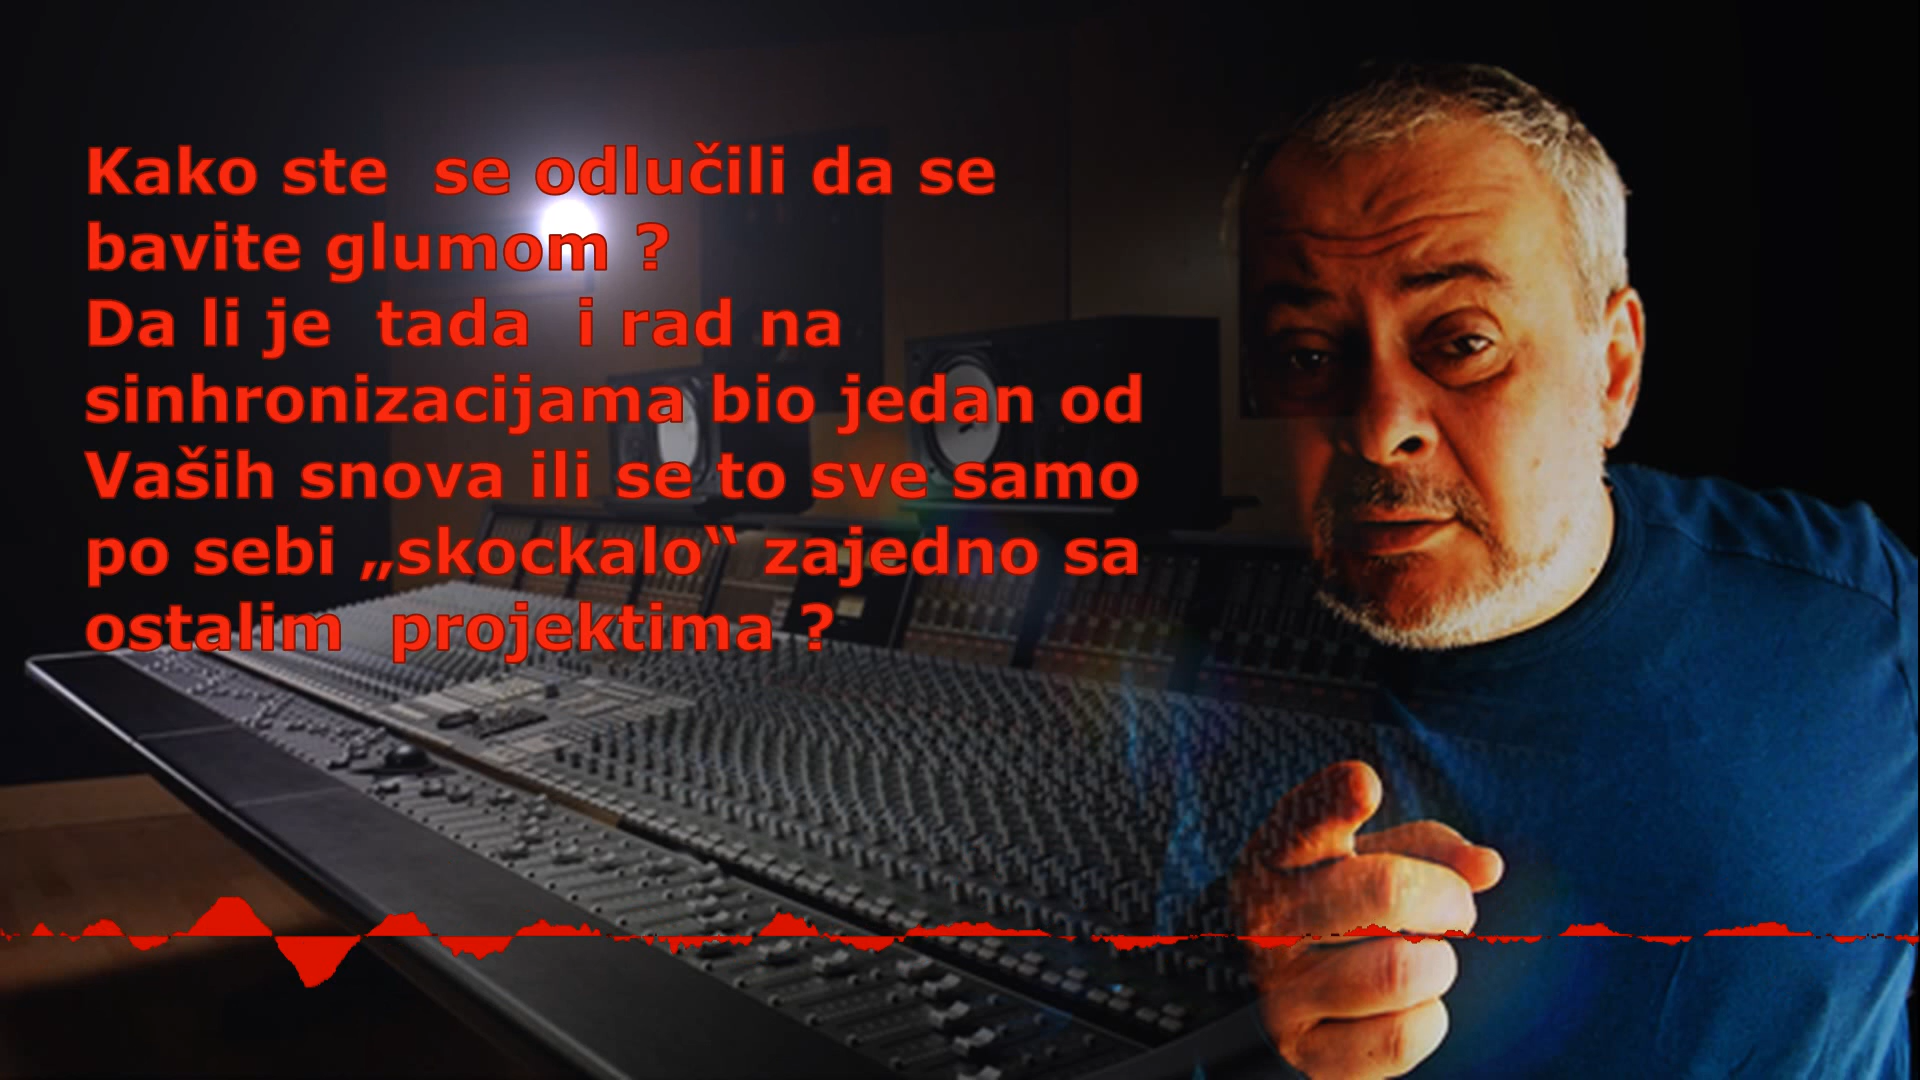 Kako ste  se odlučili da se
bavite glumom ?
Da li je  tada  i rad na
sinhronizacijama bio jedan od
Vaših snova ili se to sve samo
po sebi „skockalo‟ zajedno sa
ostalim  projektima ?